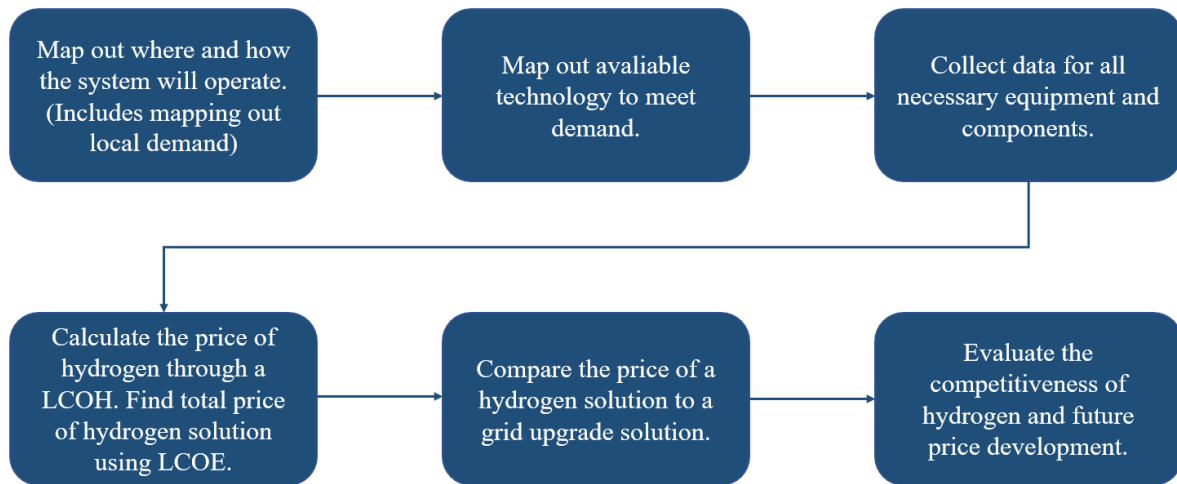 Map out where and how
the system will operate.
(Includes mapping out
local demand)
Map out avaliable
technology to meet
demand.
Collect data for all
necessary equipment and
components.
Calculate the price of
hydrogen through a
LCOH. Find total price
of hydrogen solution
using LCOE.
Compare the price of a
hydrogen solution to a
grid upgrade solution.
Evaluate the
competitiveness of
hydrogen and future
price development.